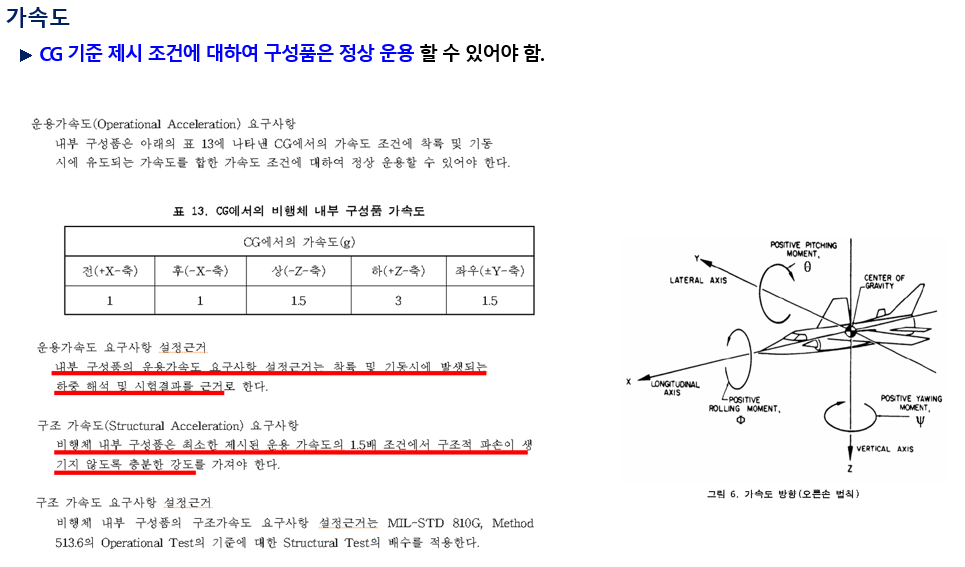 가속도
▶ CG 기준 제시 조건에 대하여 구성품은 정상 운용 할 수 있어야 함.
운용가속도(Operational Acceleration) 요구사항
내부 구성품은 아래의 표 13에 나타낸 CG에서의 가속도 조건에 착륙 및 기동
시에 유도되는 가속도를 합한 가속도 조건에 대하여 정상 운용할 수 있어야 한다.
표 13. CG에서의 비행체 내부 구성품 가속도
CG에서의 가속도(g)
전(+X-축) 후(-X-축) 상(-Z-축) 하(+Z-축) 좌우(±Y-축)
1 1 1.5 3 1.5
운용가속도 요구사항 설정근거
내부 구성품의 운용가속도 요구사항 설정근거는 착륙 및 기동시에 발생되는
하중 해석 및 시험결과를 근거로 한다.
구조 가속도(Structural Acceleration) 요구사항
비행체 내부 구성품은 최소한 제시된 운용 가속도의 1.5배 조건에서 구조적 파손이 생
기지 않도록 충분한 강도를 가져야 한다.
구조 가속도 요구사항 설정근거
비행체 내부 구성품의 구조가속도 요구사항 설정근거는 MIL-STD 810G, Method
513.6의 Operational Test의 기준에 대한 Structural Test의 배수를 적용한다.
POSITIVE PITCHING
MOMENT,
θ
Y
LATERAL AXIS
CENTER OF
GRAVITY
X
LONGITUDINAL
AXIS
POSITIVE
ROLLING MOMENT,
Φ
POSITIVE YAWING
MOMENT,
Ψ
VERTICAL AXIS
Z
그림 6. 가속도 방향(오른손 법칙)